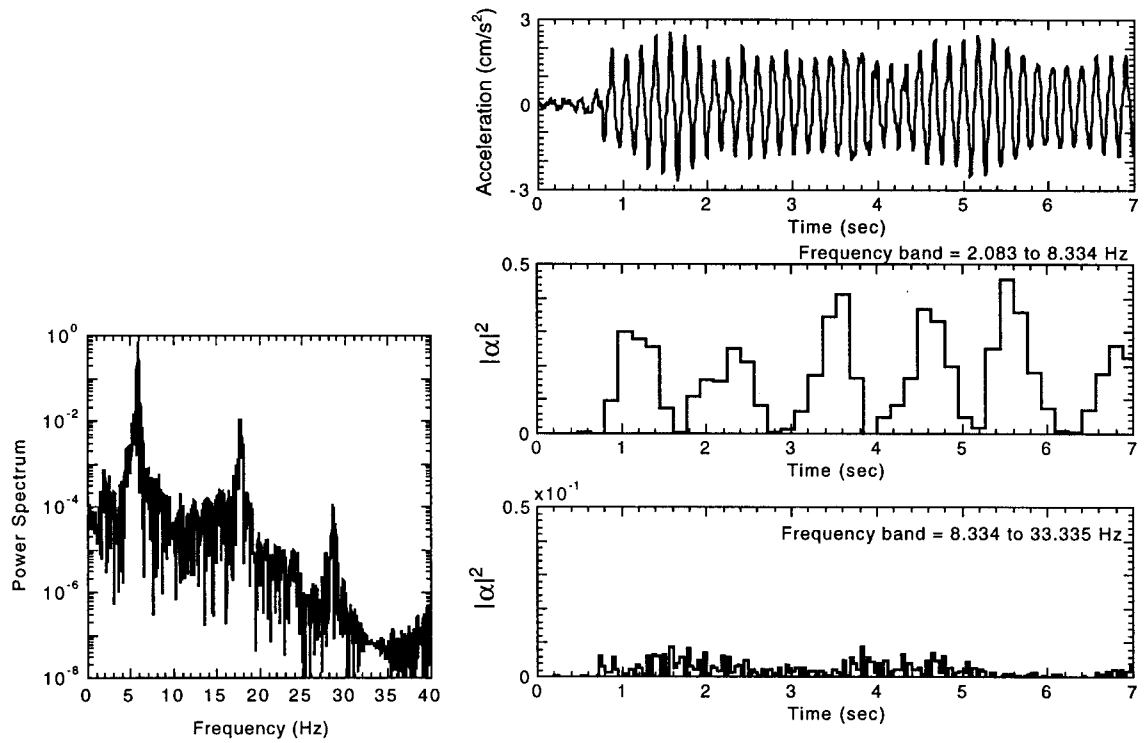 3
0
-3
Acceleration (cm/s²)
0 1 2 3 4 5 6 7
Time (sec)
Frequency band = 2.083 to 8.334 Hz
0.5
0
|α|²
0 1 2 3 4 5 6 7
Time (sec)
x10⁻¹
0.5
0
|α|²
Frequency band = 8.334 to 33.335 Hz
0 1 2 3 4 5 6 7
Time (sec)
10⁰
10⁻²
10⁻⁴
10⁻⁶
10⁻⁸
Power Spectrum
0 5 10 15 20 25 30 35 40
Frequency (Hz)